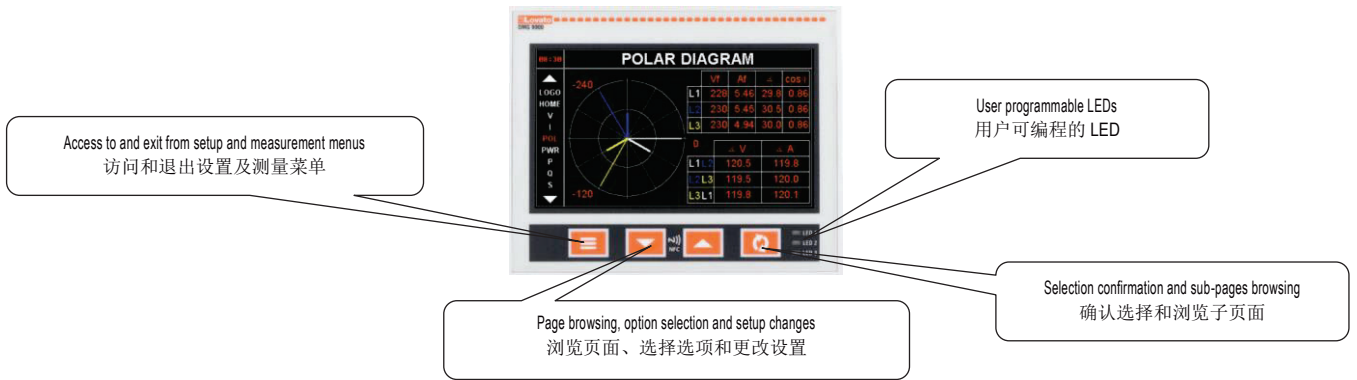 Lovato
DMG 9000
08:30
POLAR DIAGRAM
LOGO
HOME
V
I
POL
PWR
P
Q
S
-240
0
-120
Vf Af cos
L1 228 5.46 29.8 0.86
L2 230 5.45 30.5 0.86
L3 230 4.94 30.0 0.86
V A
L1L2 120.5 119.8
L2L3 119.5 120.0
L3L1 119.8 120.1
NFC
LED 1
LED 2
Access to and exit from setup and measurement menus
访问和退出设置及测量菜单
User programmable LEDs
用户可编程的 LED
Page browsing, option selection and setup changes
浏览页面、选择选项和更改设置
Selection confirmation and sub-pages browsing
确认选择和浏览子页面